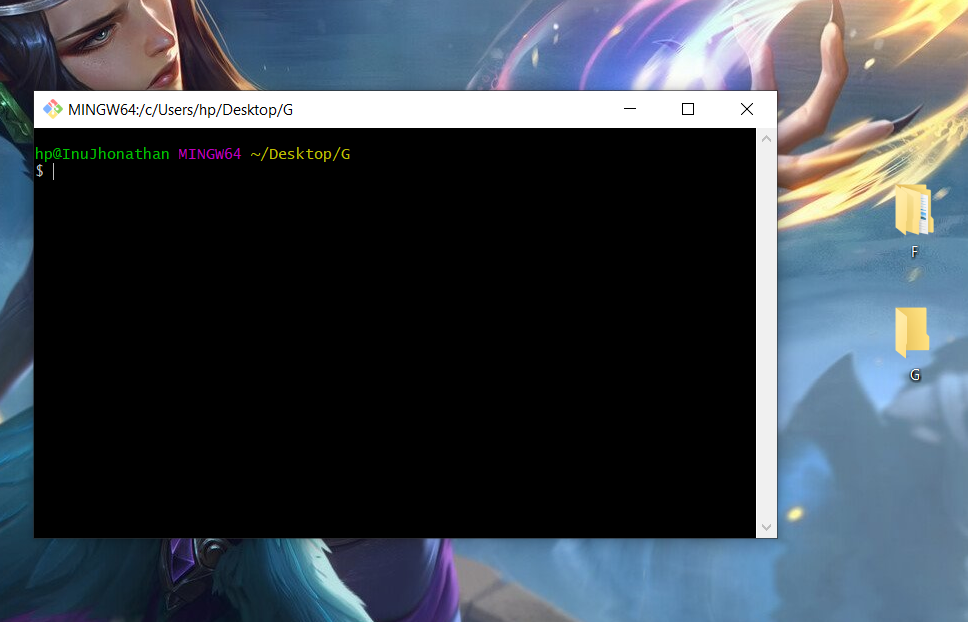 MINGW64:/c/Users/hp/Desktop/G
hp@InuJhonathan MINGW64 ~/Desktop/G
$
F
G